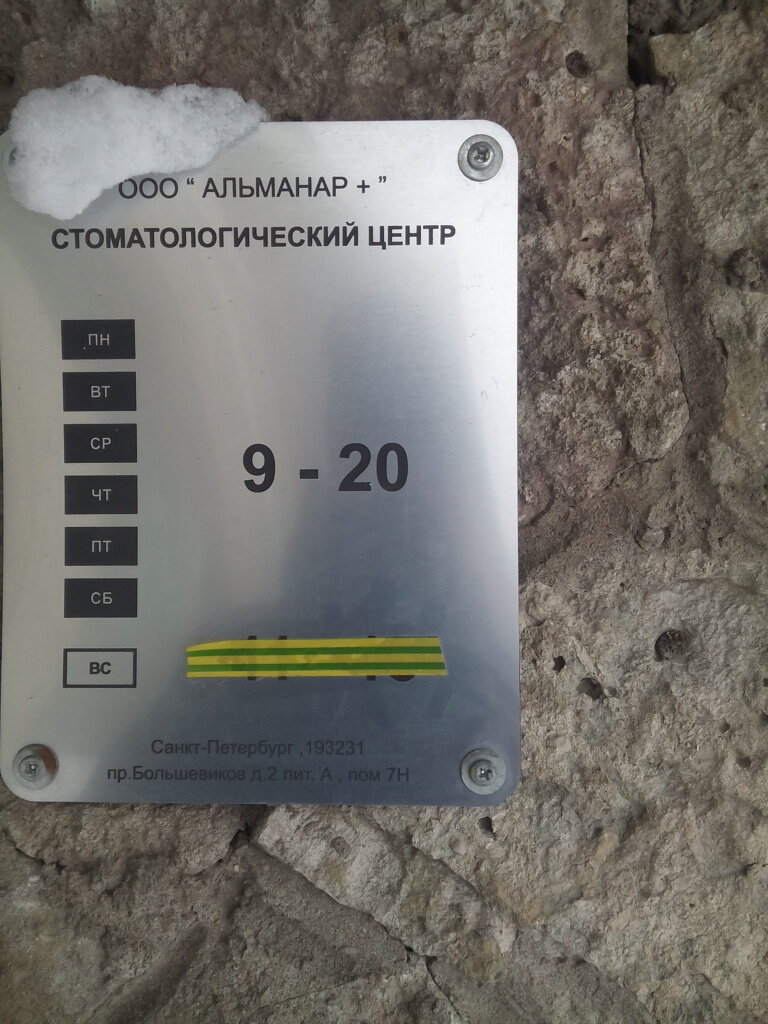 ООО “ АЛЬМАНАР + ”
СТОМАТОЛОГИЧЕСКИЙ ЦЕНТР
ПН
ВТ
СР
9 - 20
ЧТ
ПТ
СБ
ВС
Санкт-Петербург ,193231
пр.Большевиков д.2 лит. А , пом 7Н